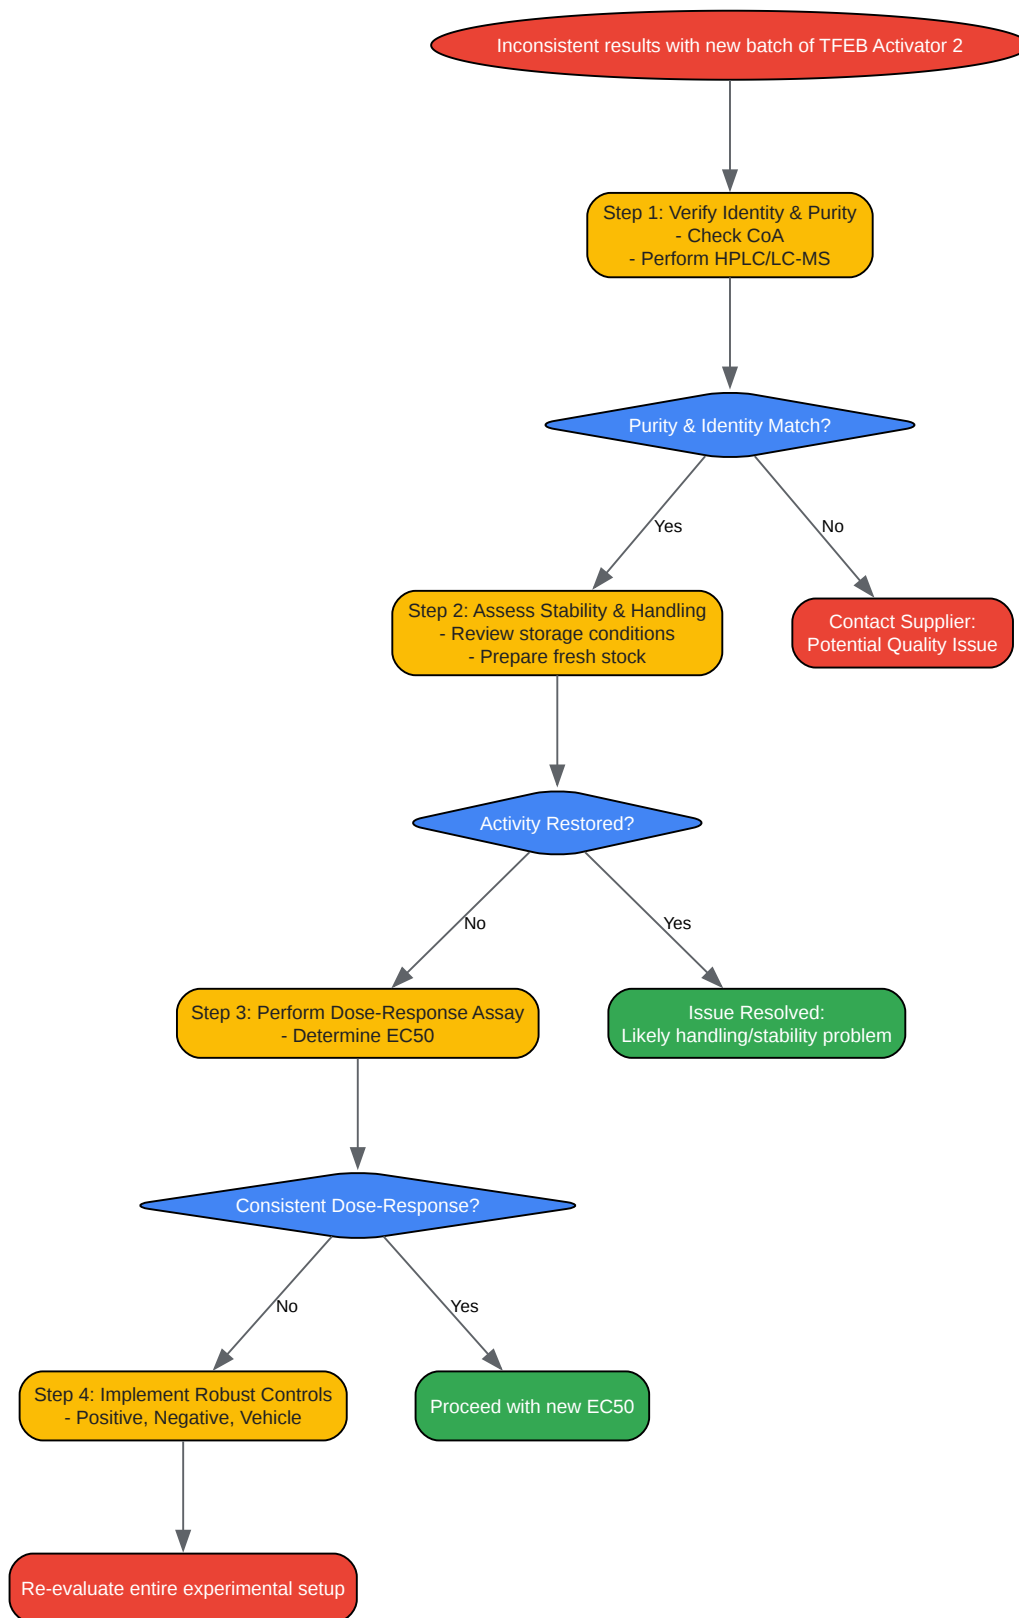 Inconsistent results with new batch of TFEB Activator 2
Step 1: Verify Identity & Purity
- Check CoA
- Perform HPLC/LC-MS
Purity & Identity Match?
Yes
No
Step 2: Assess Stability & Handling
- Review storage conditions
- Prepare fresh stock
Contact Supplier:
Potential Quality Issue
Activity Restored?
No
Yes
Step 3: Perform Dose-Response Assay
- Determine EC50
Issue Resolved:
Likely handling/stability problem
Consistent Dose-Response?
No
Yes
Step 4: Implement Robust Controls
- Positive, Negative, Vehicle
Proceed with new EC50
Re-evaluate entire experimental setup